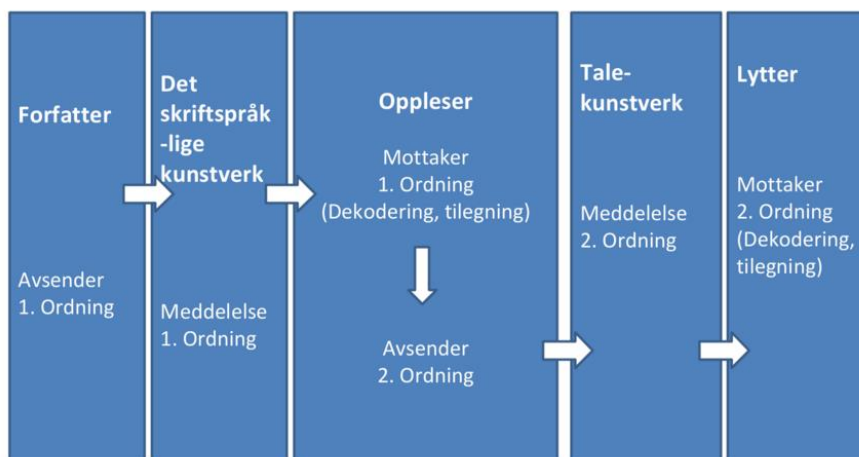 Forfatter
Avsender
1. Ordning
Det
skriftspråk
-lige
kunstverk
Meddelelse
1. Ordning
Oppleser
Mottaker
1. Ordning
(Dekodering, tilegning)
Avsender
2. Ordning
Tale-
kunstverk
Meddelelse
2. Ordning
Lytter
Mottaker
2. Ordning
(Dekodering,
tilegning)